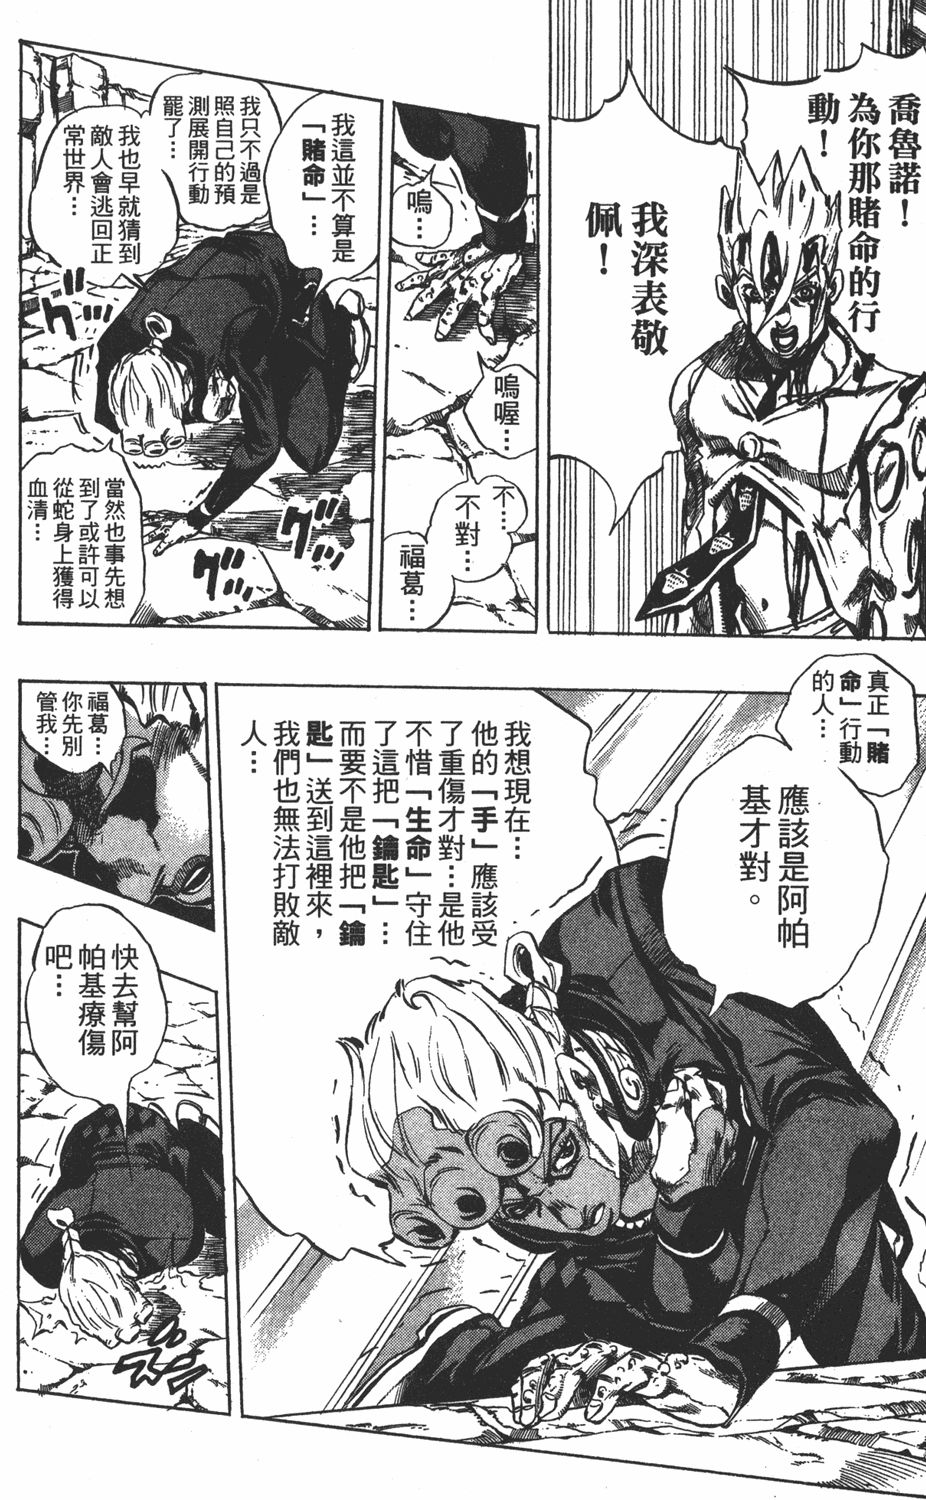 喬魯諾！
為你那賭命的行
動！
我深表敬
佩！
嗚…
嗚喔…
不…
不對…
福葛…
我這並不算是
「賭命」…
我只不過是
照自己的預
測展開行動
罷了…
我也早就猜到
敵人會逃回正
常世界…
當然也事先想
到了或許可以
從蛇身上獲得
血清…
真正「賭
命」行動
的人…
應該是阿帕
基才對。
我想現在…
他的「手」應該受
了重傷才對…是他
不惜「生命」守住
了這把「鑰匙」…
而要不是他把「鑰
匙」送到這裡來，
我們也無法打敗敵
人…
福葛…
你先別
管我…
快去幫阿
帕基療傷
吧…